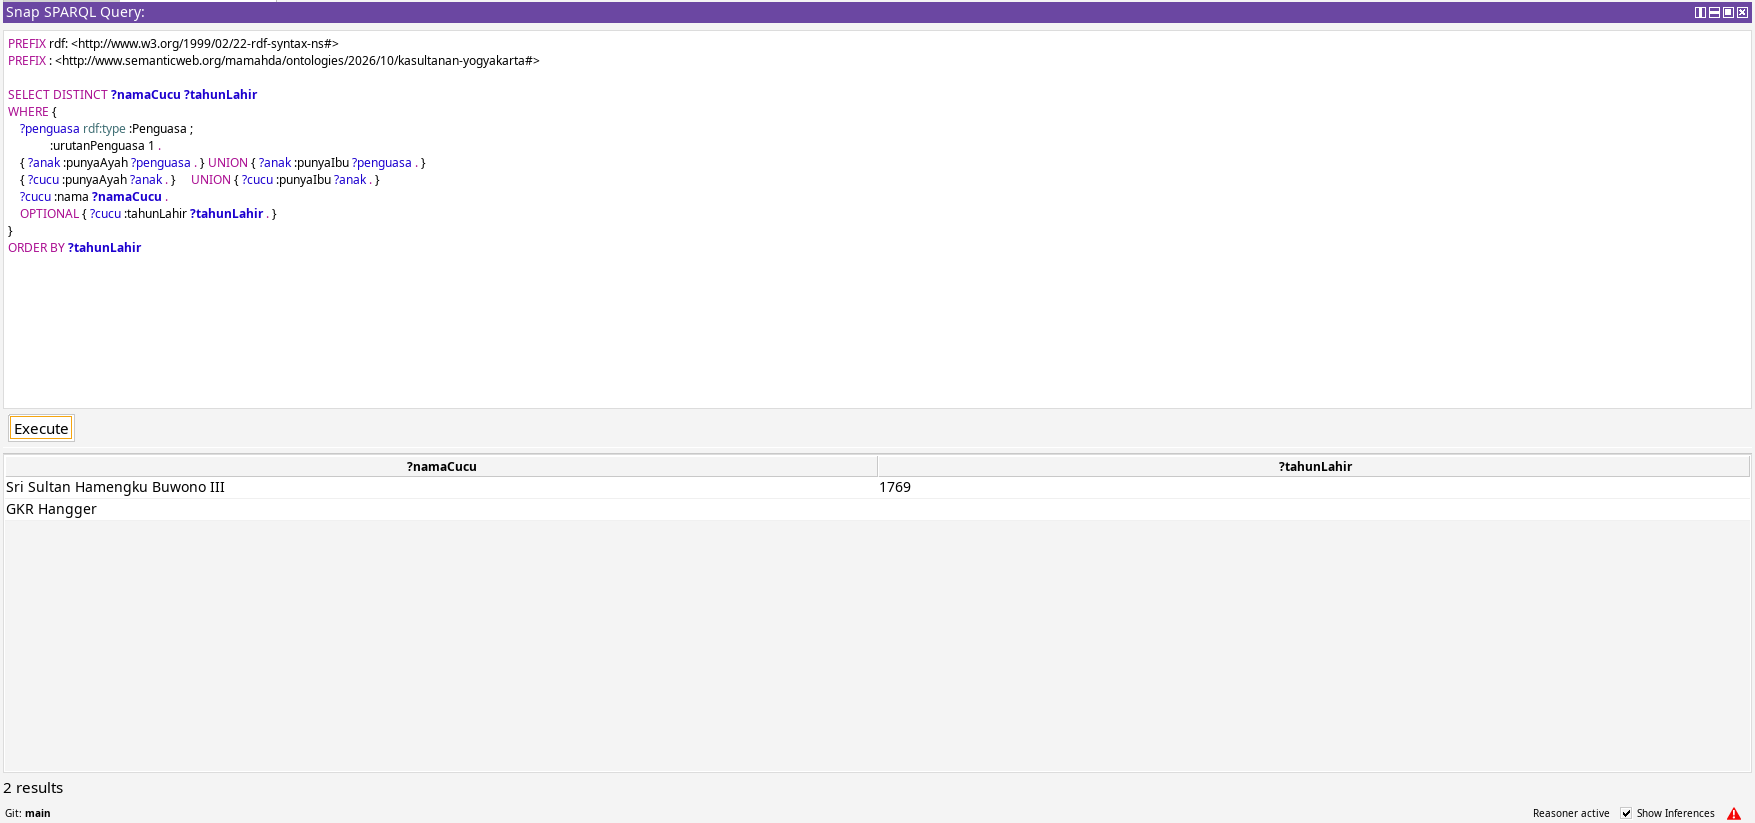 Snap SPARQL Query:
PREFIX rdf: <http://www.w3.org/1999/02/22-rdf-syntax-ns#>
PREFIX : <http://www.semanticweb.org/mamahda/ontologies/2026/10/kasultanan-yogyakarta#>
SELECT DISTINCT ?namaCucu ?tahunLahir
WHERE {
?penguasa rdf:type :Penguasa ;
:urutanPenguasa 1 .
{ ?anak :punyaAyah ?penguasa . } UNION { ?anak :punyaIbu ?penguasa . }
{ ?cucu :punyaAyah ?anak . } UNION { ?cucu :punyaIbu ?anak . }
?cucu :nama ?namaCucu .
OPTIONAL { ?cucu :tahunLahir ?tahunLahir . }
}
ORDER BY ?tahunLahir
Execute
?namaCucu ?tahunLahir
Sri Sultan Hamengku Buwono III 1769
GKR Hangger
2 results
Git: main Reasoner active Show Inferences